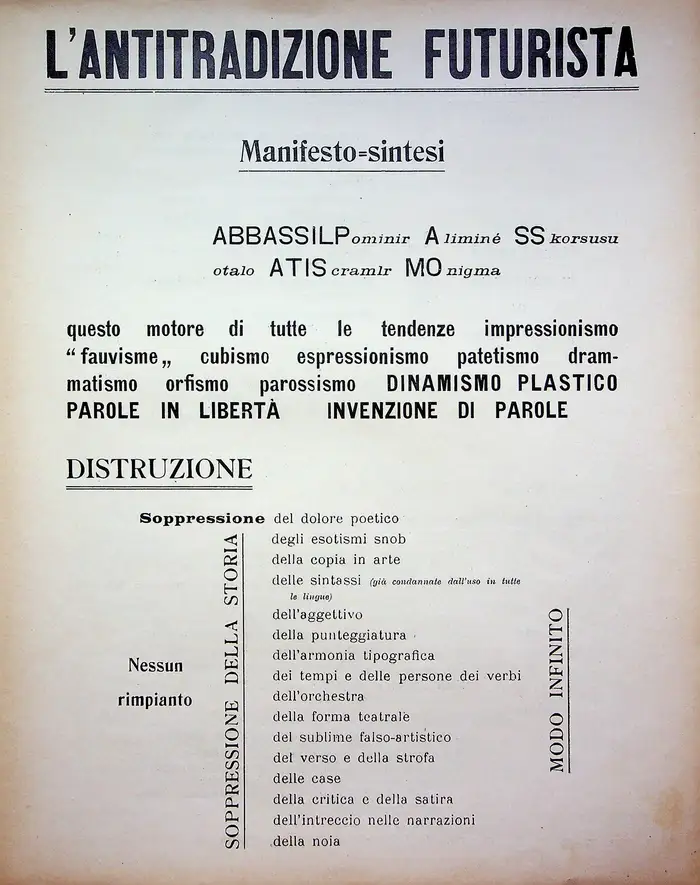 L'ANTITRADIZIONE FUTURISTA
Manifesto=sintesi
ABBASSILPominir Aliminé SSkorsusu
otalo ATIScramlr MOnigma
questo motore di tutte le tendenze impressionismo
“fauvisme„ cubismo espressionismo patetismo dram-
matismo orfismo parossismo DINAMISMO PLASTICO
PAROLE IN LIBERTÀ INVENZIONE DI PAROLE
DISTRUZIONE
Soppressione del dolore poetico
degli esotismi snob
della copia in arte
delle sintassi (già condannate dall'uso in tutte
le lingue)
dell'aggettivo
della punteggiatura
dell'armonia tipografica
dei tempi e delle persone dei verbi
dell'orchestra
della forma teatrale
del sublime falso-artistico
del verso e della strofa
delle case
della critica e della satira
dell'intreccio nelle narrazioni
della noia
SOPPRESSIONE DELLA STORIA
Nessun
rimpianto
MODO INFINITO